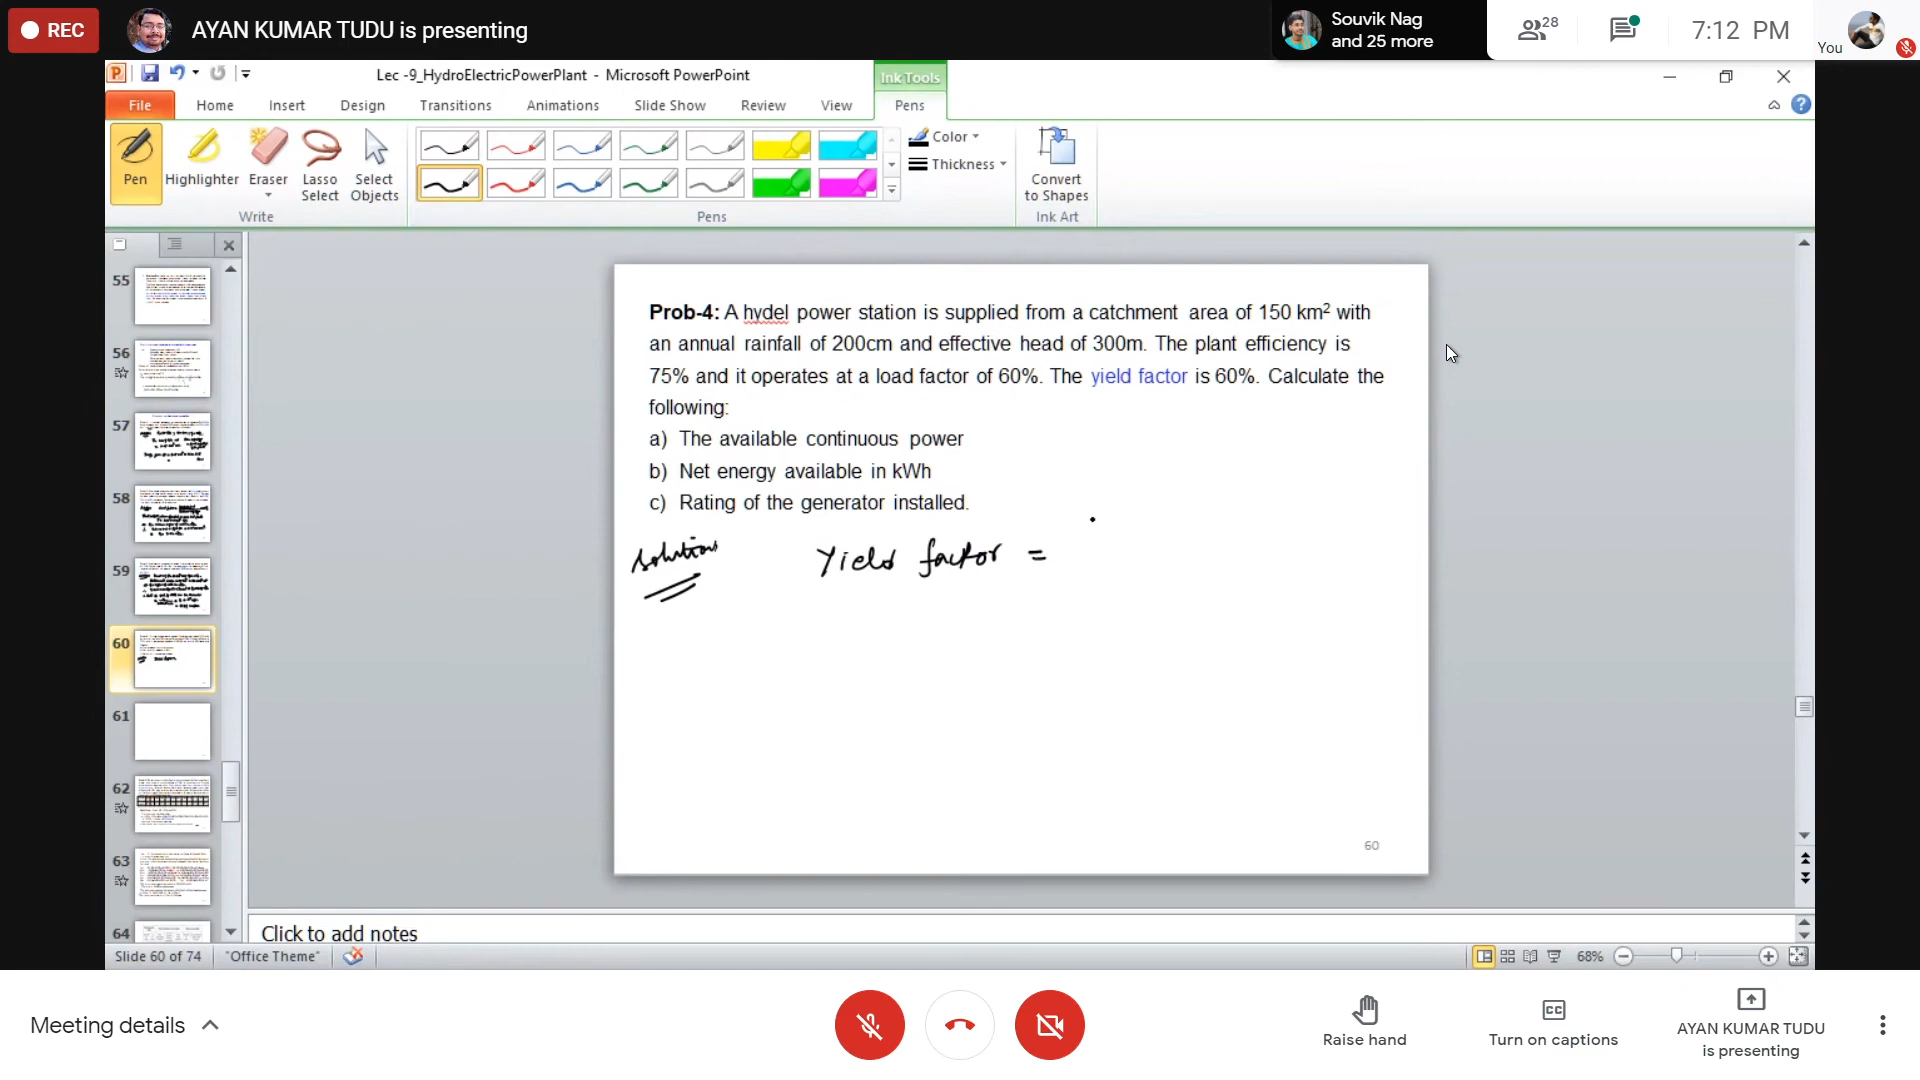 REC
AYAN KUMAR TUDU is presenting
Souvik Nag
and 25 more
28
7:12 PM
You
Lec -9_HydroElectricPowerPlant - Microsoft PowerPoint
Ink Tools
File Home Insert Design Transitions Animations Slide Show Review View Pens
Pen Highlighter Eraser Lasso Select Select Objects
Color
Thickness
Convert to Shapes
Write Pens Ink Art
55
56
57
58
59
60
61
62
63
64
Prob-4: A hydel power station is supplied from a catchment area of 150 km² with
an annual rainfall of 200cm and effective head of 300m. The plant efficiency is
75% and it operates at a load factor of 60%. The yield factor is 60%. Calculate the
following:
a) The available continuous power
b) Net energy available in kWh
c) Rating of the generator installed.
Solution
Yield factor =
60
Click to add notes
Slide 60 of 74 "Office Theme" 68%
Meeting details
Raise hand
Turn on captions
AYAN KUMAR TUDU
is presenting